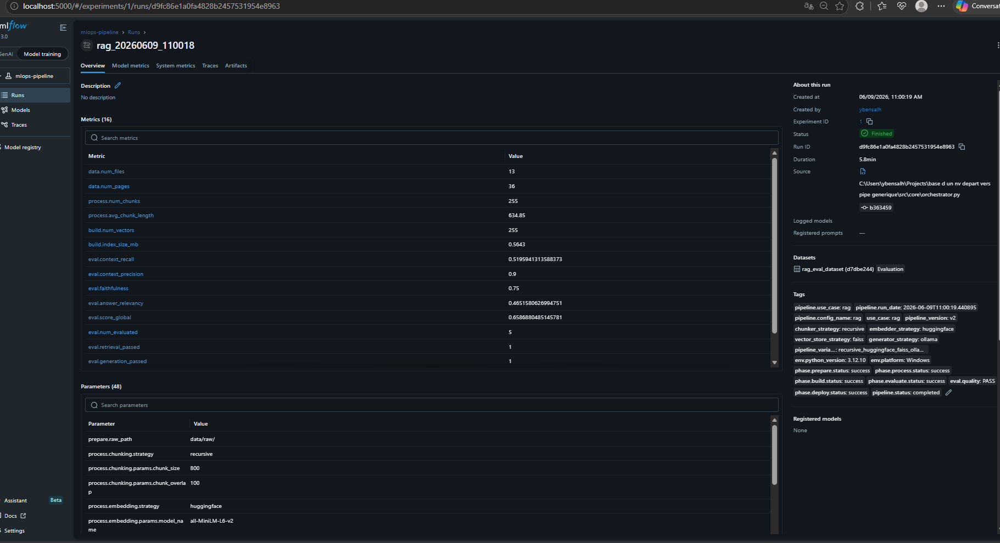 localhost:5000/#/experiments/1/runs/d9fc86e1a0fa4828b2457531954e8963
Conversa
mlflow
3.0
GenAI
Model training
mlops-pipeline
Runs
Models
Traces
Model registry
Assistant
Beta
Docs
Settings
mlops-pipeline > Runs >
rag_20260609_110018
Overview
Model metrics
System metrics
Traces
Artifacts
Description
No description
Metrics (16)
Search metrics
Metric Value
data.num_files 13
data.num_pages 36
process.num_chunks 255
process.avg_chunk_length 634.85
build.num_vectors 255
build.index_size_mb 0.5643
eval.context_recall 0.5195941313588373
eval.context_precision 0.9
eval.faithfulness 0.75
eval.answer_relevancy 0.4651580626994751
eval.score_global 0.6586880485145781
eval.num_evaluated 5
eval.retrieval_passed 1
eval.generation_passed 1
Parameters (48)
Search parameters
Parameter Value
prepare.raw_path data/raw/
process.chunking.strategy recursive
process.chunking.params.chunk_size 800
process.chunking.params.chunk_overla 100
p
process.embedding.strategy huggingface
process.embedding.params.model_na all-MiniLM-L6-v2
me
About this run
Created at 06/09/2026, 11:00:19 AM
Created by ybensalh
Experiment ID 1
Status Finished
Run ID d9fc86e1a0fa4828b2457531954e8963
Duration 5.8min
Source
C:\Users\ybensalh\Projects\base d un nv depart vers
pipe generique\src\core\orchestrator.py
b363459
Logged models
Registered prompts —
Datasets
rag_eval_dataset (d7dbe244) Evaluation
Tags
pipeline.use_case: rag pipeline.run_date: 2026-06-09T11:00:19.440895
pipeline.config_name: rag use_case: rag pipeline_version: v2
chunker_strategy: recursive embedder_strategy: huggingface
vector_store_strategy: faiss generator_strategy: ollama
pipeline_varia...: recursive_huggingface_faiss_olla...
env.python_version: 3.12.10 env.platform: Windows
phase.prepare.status: success phase.process.status: success
phase.build.status: success phase.evaluate.status: success eval.quality: PASS
phase.deploy.status: success pipeline.status: completed
Registered models
None